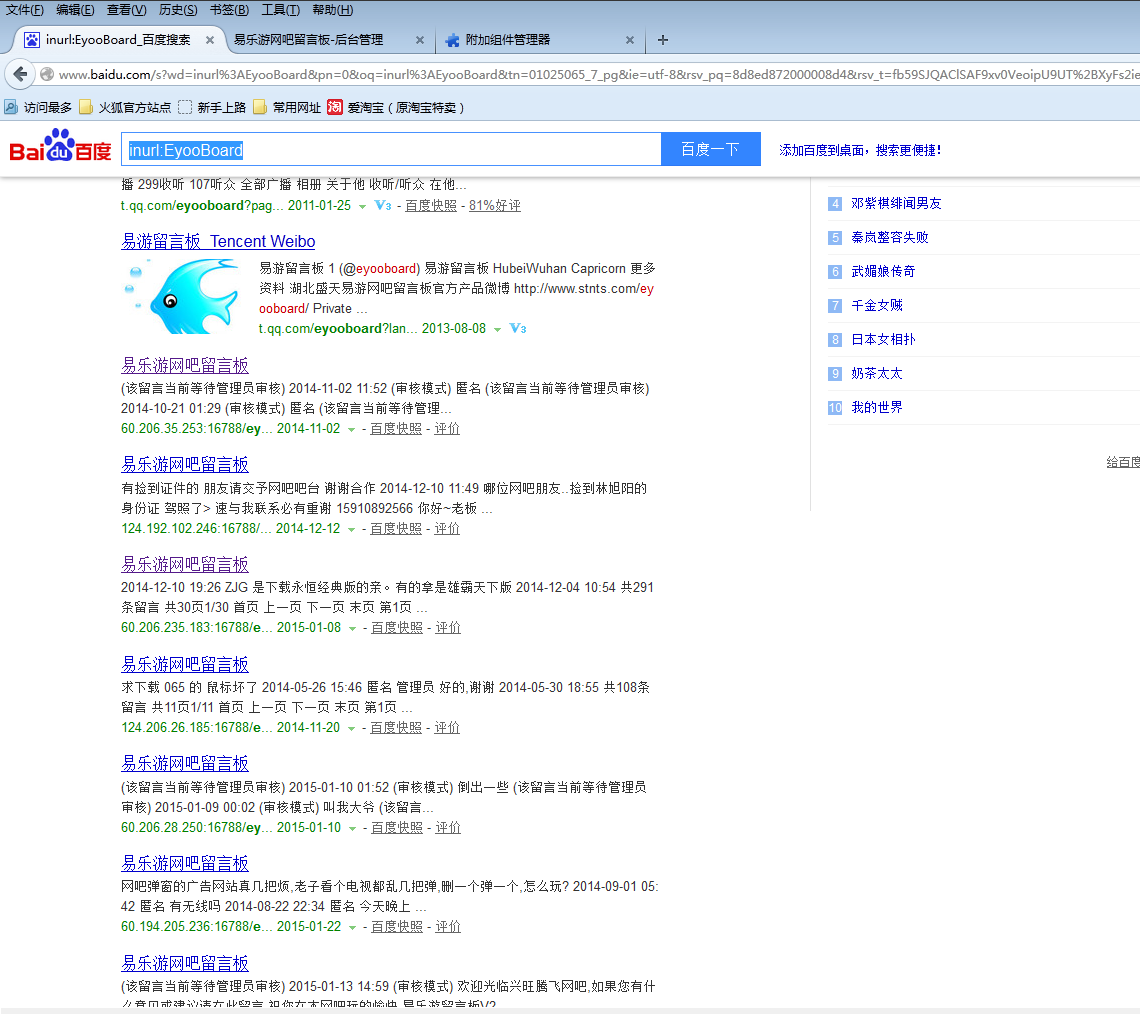 文件(F) 编辑(E) 查看(V) 历史(S) 书签(B) 工具(T) 帮助(H)
inurl:EyooBoard_百度搜索 × 易乐游网吧留言板-后台管理 × 附加组件管理器 × +
www.baidu.com/s?wd=inurl%3AEyooBoard&pn=0&oq=inurl%3AEyooBoard&tn=01025065_7_pg&ie=utf-8&rsv_pq=8d8ed872000008d4&rsv_t=fb59SJQAClSAF9xv0VeoipU9UT%2BXyFs2ie
访问最多 火狐官方站点 新手上路 常用网址 淘 爱淘宝（原淘宝特卖）
Bai du 百度 inurl:EyooBoard 百度一下 添加百度到桌面，搜索更便捷！
播 299收听 107听众 全部广播 相册 关于他 收听/听众 在他...
t.qq.com/eyooboard?pag... 2011-01-25 V3 - 百度快照 - 81%好评
易游留言板_Tencent Weibo
易游留言板 1 (@eyooboard) 易游留言板 HubeiWuhan Capricorn 更多
资料 湖北盛天易游网吧留言板官方产品微博 http://www.stnts.com/ey
ooboard/ Private ...
t.qq.com/eyooboard?lan... 2013-08-08 V3
易乐游网吧留言板
(该留言当前等待管理员审核) 2014-11-02 11:52 (审核模式) 匿名 (该留言当前等待管理员审核)
2014-10-21 01:29 (审核模式) 匿名 (该留言当前等待管理...
60.206.35.253:16788/ey... 2014-11-02 - 百度快照 - 评价
易乐游网吧留言板
有捡到证件的 朋友请交予网吧吧台 谢谢合作 2014-12-10 11:49 哪位网吧朋友..捡到林旭阳的
身份证 驾照了> 速与我联系必有重谢 15910892566 你好~老板 ...
124.192.102.246:16788/... 2014-12-12 - 百度快照 - 评价
易乐游网吧留言板
2014-12-10 19:26 ZJG 是下载永恒经典版的亲。有的拿是雄霸天下版 2014-12-04 10:54 共291
条留言 共30页1/30 首页 上一页 下一页 末页 第1页 ...
60.206.235.183:16788/e... 2015-01-08 - 百度快照 - 评价
易乐游网吧留言板
求下载 065 的 鼠标坏了 2014-05-26 15:46 匿名 管理员 好的,谢谢 2014-05-30 18:55 共108条
留言 共11页1/11 首页 上一页 下一页 末页 第1页 ...
124.206.26.185:16788/e... 2014-11-20 - 百度快照 - 评价
易乐游网吧留言板
(该留言当前等待管理员审核) 2015-01-10 01:52 (审核模式) 倒出一些 (该留言当前等待管理员
审核) 2015-01-09 00:02 (审核模式) 叫我大爷 (该留言...
60.206.28.250:16788/ey... 2015-01-10 - 百度快照 - 评价
易乐游网吧留言板
网吧弹窗的广告网站真几把烦,老子看个电视都乱几把弹,删一个弹一个,怎么玩? 2014-09-01 05:
42 匿名 有无线吗 2014-08-22 22:34 匿名 今天晚上 ...
60.194.205.236:16788/e... 2015-01-22 - 百度快照 - 评价
易乐游网吧留言板
(该留言当前等待管理员审核) 2015-01-13 14:59 (审核模式) 欢迎光临兴旺腾飞网吧,如果您有什
么意见或建议请在此留言,祝您在本网吧玩的愉快 易乐游留言板V2
4 邓紫棋绯闻男友
5 秦岚整容失败
6 武媚娘传奇
7 千金女贼
8 日本女相扑
9 奶茶太太
10 我的世界
给百度